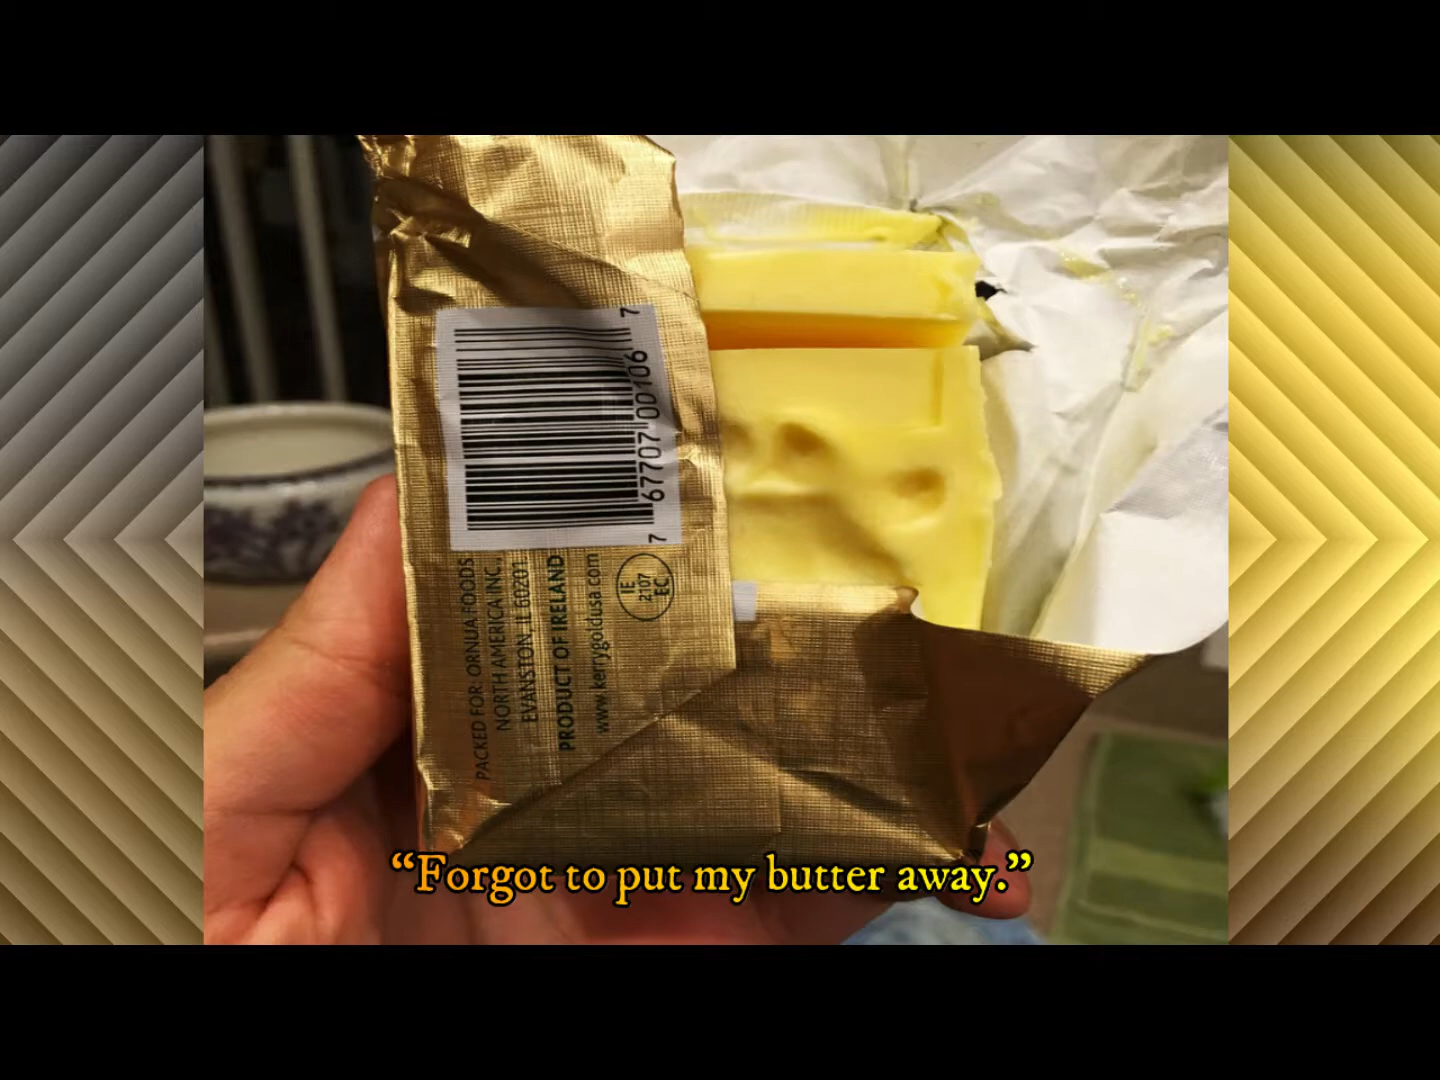 7 67707 00106 7
PACKED FOR ORNUA FOODS
NORTH AMERICA INC.,
EVANSTON, IL 60201
PRODUCT OF IRELAND
www.kerrygoldusa.com
IE
2107
EC
“Forgot to put my butter away.”